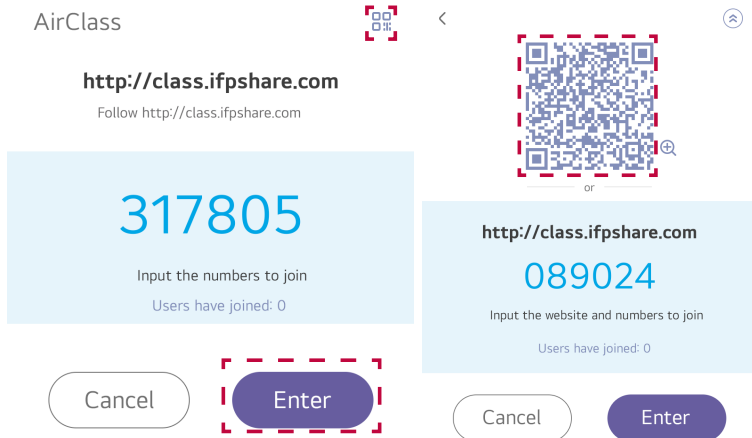 AirClass
http://class.ifpshare.com
Follow http://class.ifpshare.com
317805
Input the numbers to join
Users have joined: 0
Cancel
Enter
or
http://class.ifpshare.com
089024
Input the website and numbers to join
Users have joined: 0
Cancel
Enter